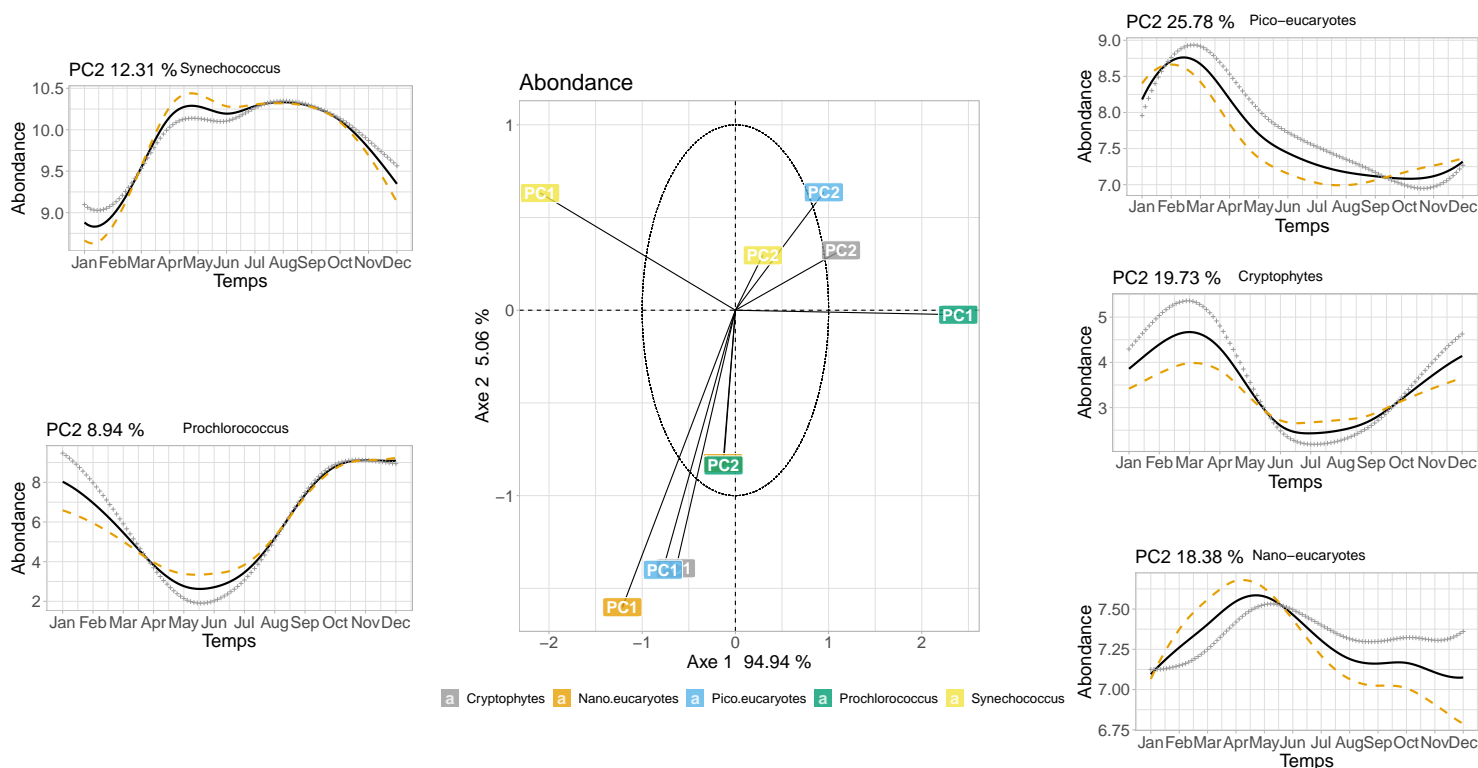 PC2 12.31 % Synechococcus
10.5
10.0
9.5
9.0
Abondance
Jan Feb Mar Apr May Jun Jul Aug Sep Oct Nov Dec
Temps
PC2 8.94 % Prochlorococcus
8
6
4
2
Abondance
Jan Feb Mar Apr May Jun Jul Aug Sep Oct Nov Dec
Temps
Abondance
1
0
−1
Axe 2 5.06 %
PC1
PC2
PC2
PC2
PC1
PC2
PC1
1
PC1
−2 −1 0 1 2
Axe 1 94.94 %
a Cryptophytes a Nano.eucaryotes a Pico.eucaryotes a Prochlorococcus a Synechococcus
PC2 25.78 % Pico−eucaryotes
9.0
8.5
8.0
7.5
7.0
Abondance
Jan Feb Mar Apr May Jun Jul Aug Sep Oct Nov Dec
Temps
PC2 19.73 % Cryptophytes
5
4
3
Abondance
Jan Feb Mar Apr May Jun Jul Aug Sep Oct Nov Dec
Temps
PC2 18.38 % Nano−eucaryotes
7.50
7.25
7.00
6.75
Abondance
Jan Feb Mar Apr May Jun Jul Aug Sep Oct Nov Dec
Temps